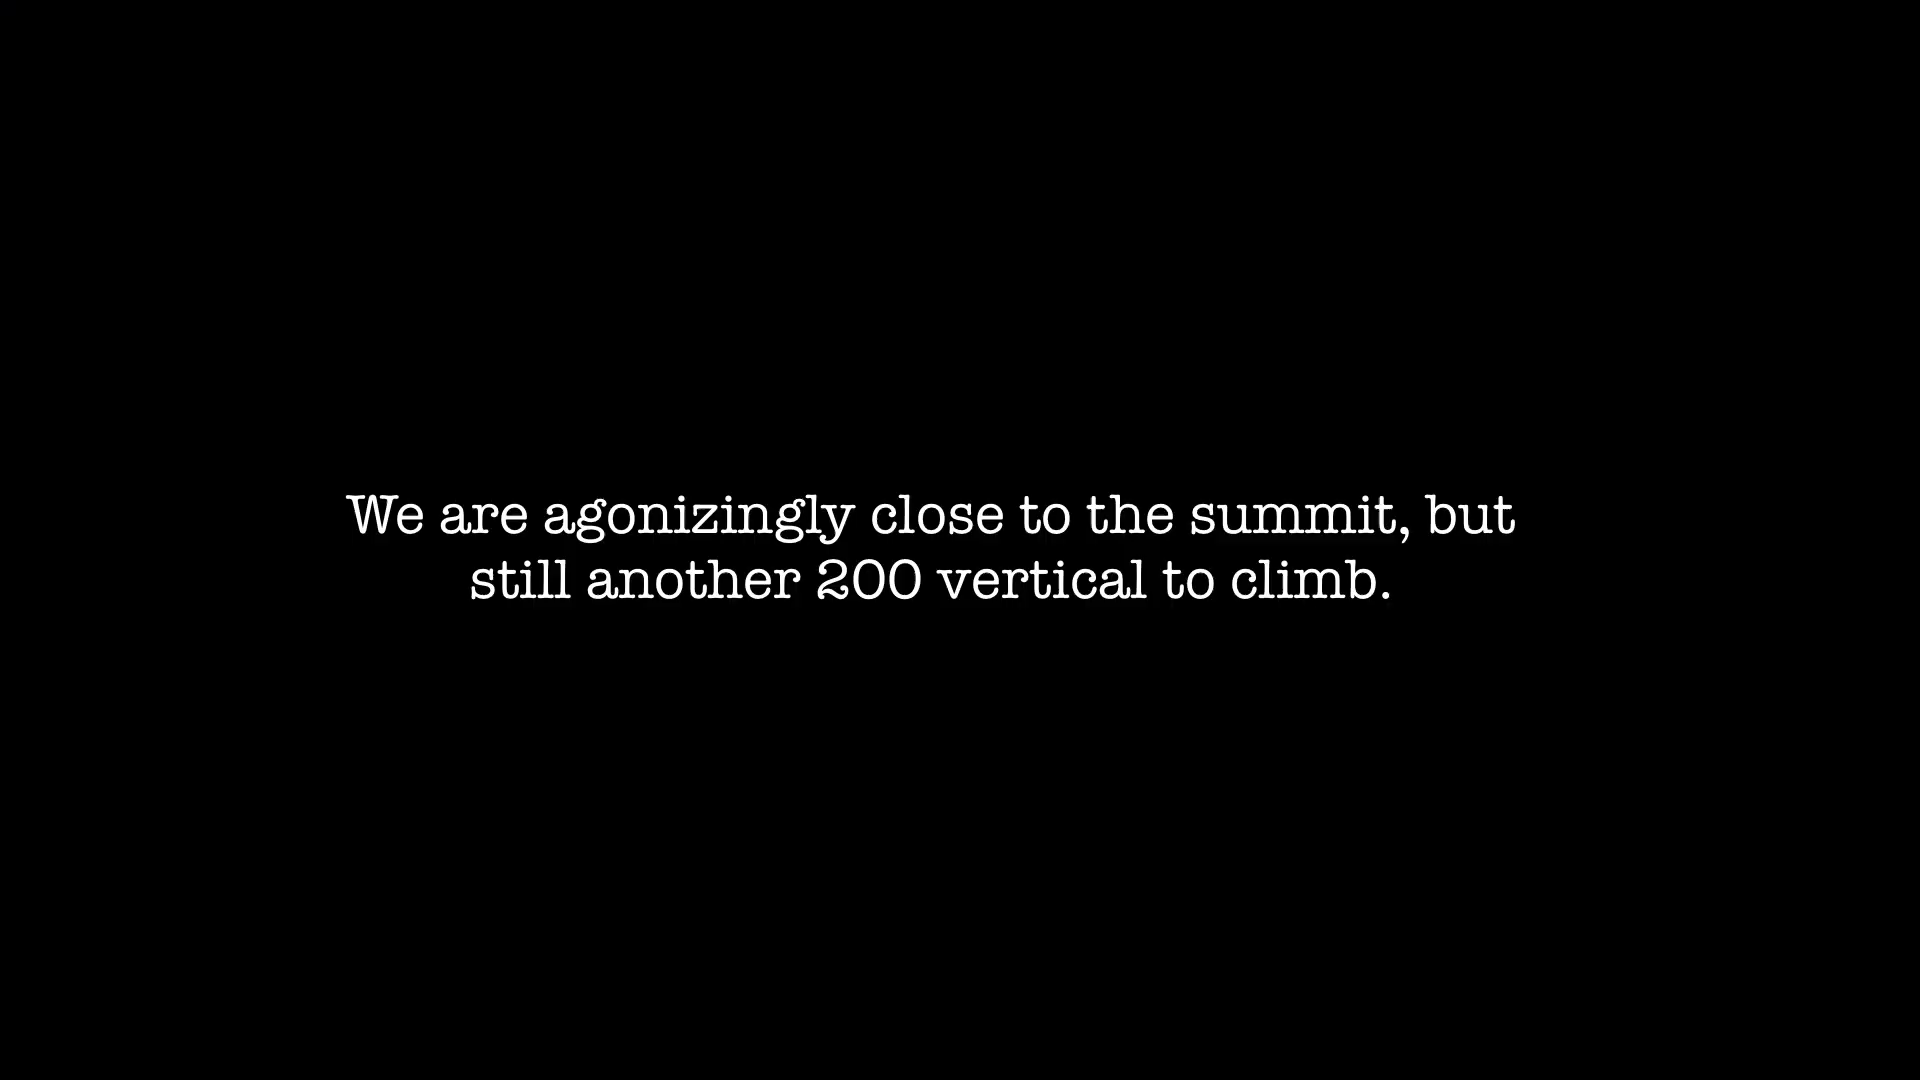 We are agonizingly close to the summit, but
still another 200 vertical to climb.